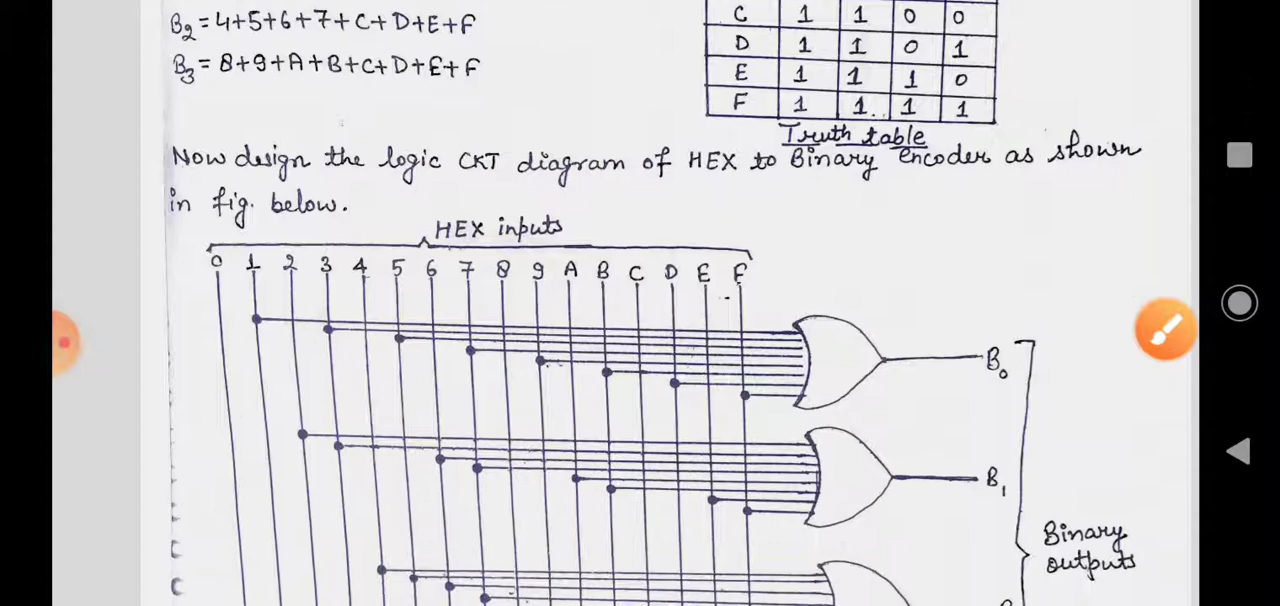 B2 = 4+5+6+7+C+D+E+F
B3 = 8+9+A+B+C+D+E+F
C 1 1 0 0
D 1 1 0 1
E 1 1 1 0
F 1 1 1 1
Truth table
Now design the logic CKT diagram of HEX to Binary encoder as shown
in fig. below.
HEX inputs
0 1 2 3 4 5 6 7 8 9 A B C D E F
B0
B1
Binary
outputs